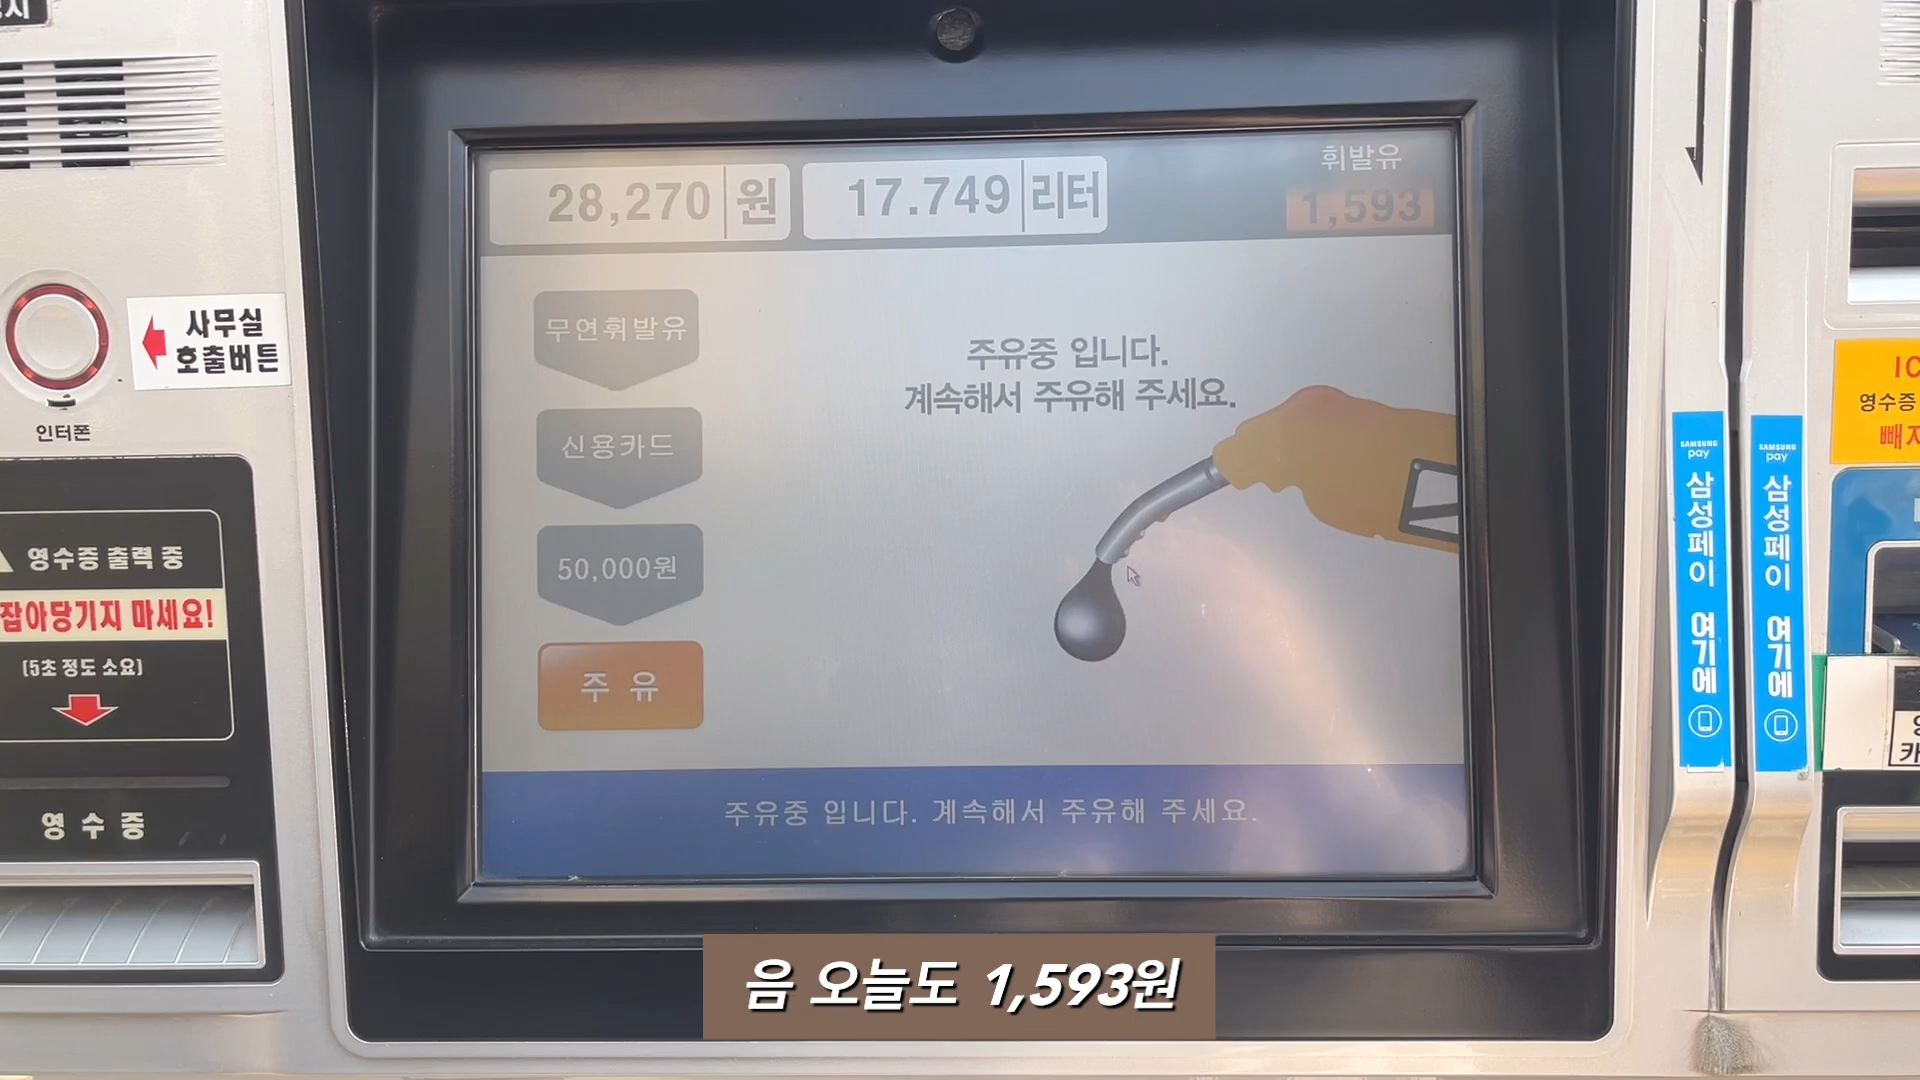 28,270 원
17.749 리터
휘발유
1,593
무연휘발유
신용카드
50,000원
주 유
주유중 입니다.
계속해서 주유해 주세요.
주유중 입니다. 계속해서 주유해 주세요.
사무실
호출버튼
인터폰
영수증 출력 중
잡아당기지 마세요!
(5초 정도 소요)
영 수 증
SAMSUNG
pay
삼성페이 여기에
SAMSUNG
pay
삼성페이 여기에
IC
영수증
빼지
음 오늘도 1,593원